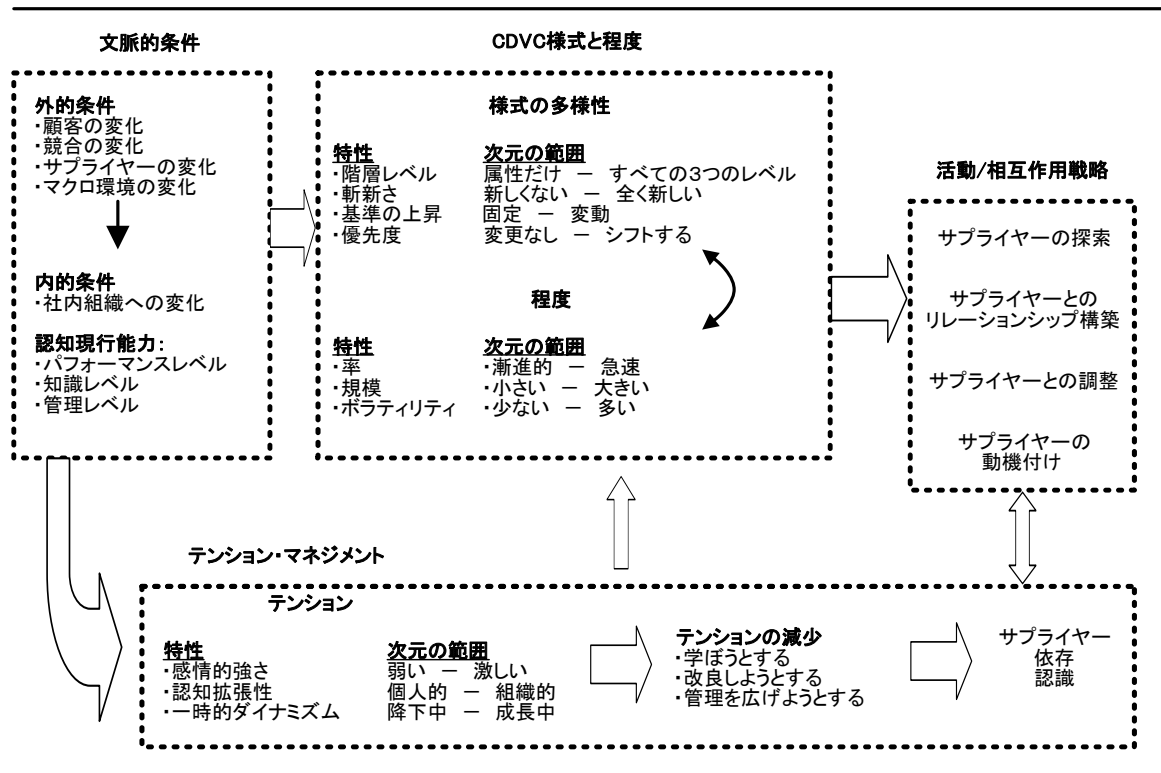 文脈的条件
外的条件
・顧客の変化
・競合の変化
・サプライヤーの変化
・マクロ環境の変化
内的条件
・社内組織への変化
認知現行能力:
・パフォーマンスレベル
・知識レベル
・管理レベル
CDVC様式と程度
様式の多様性
特性 次元の範囲
・階層レベル 属性だけ － すべての3つのレベル
・斬新さ 新しくない － 全く新しい
・基準の上昇 固定 － 変動
・優先度 変更なし － シフトする
程度
特性 次元の範囲
・率 ・漸進的 － 急速
・規模 ・小さい － 大きい
・ボラティリティ ・少ない － 多い
活動/相互作用戦略
サプライヤーの探索
サプライヤーとの
リレーションシップ構築
サプライヤーとの調整
サプライヤーの
動機付け
テンション・マネジメント
テンション
特性 次元の範囲
・感情的強さ 弱い － 激しい
・認知拡張性 個人的 － 組織的
・一時的ダイナミズム 降下中 － 成長中
テンションの減少
・学ぼうとする
・改良しようとする
・管理を広げようとする
サプライヤー
依存
認識